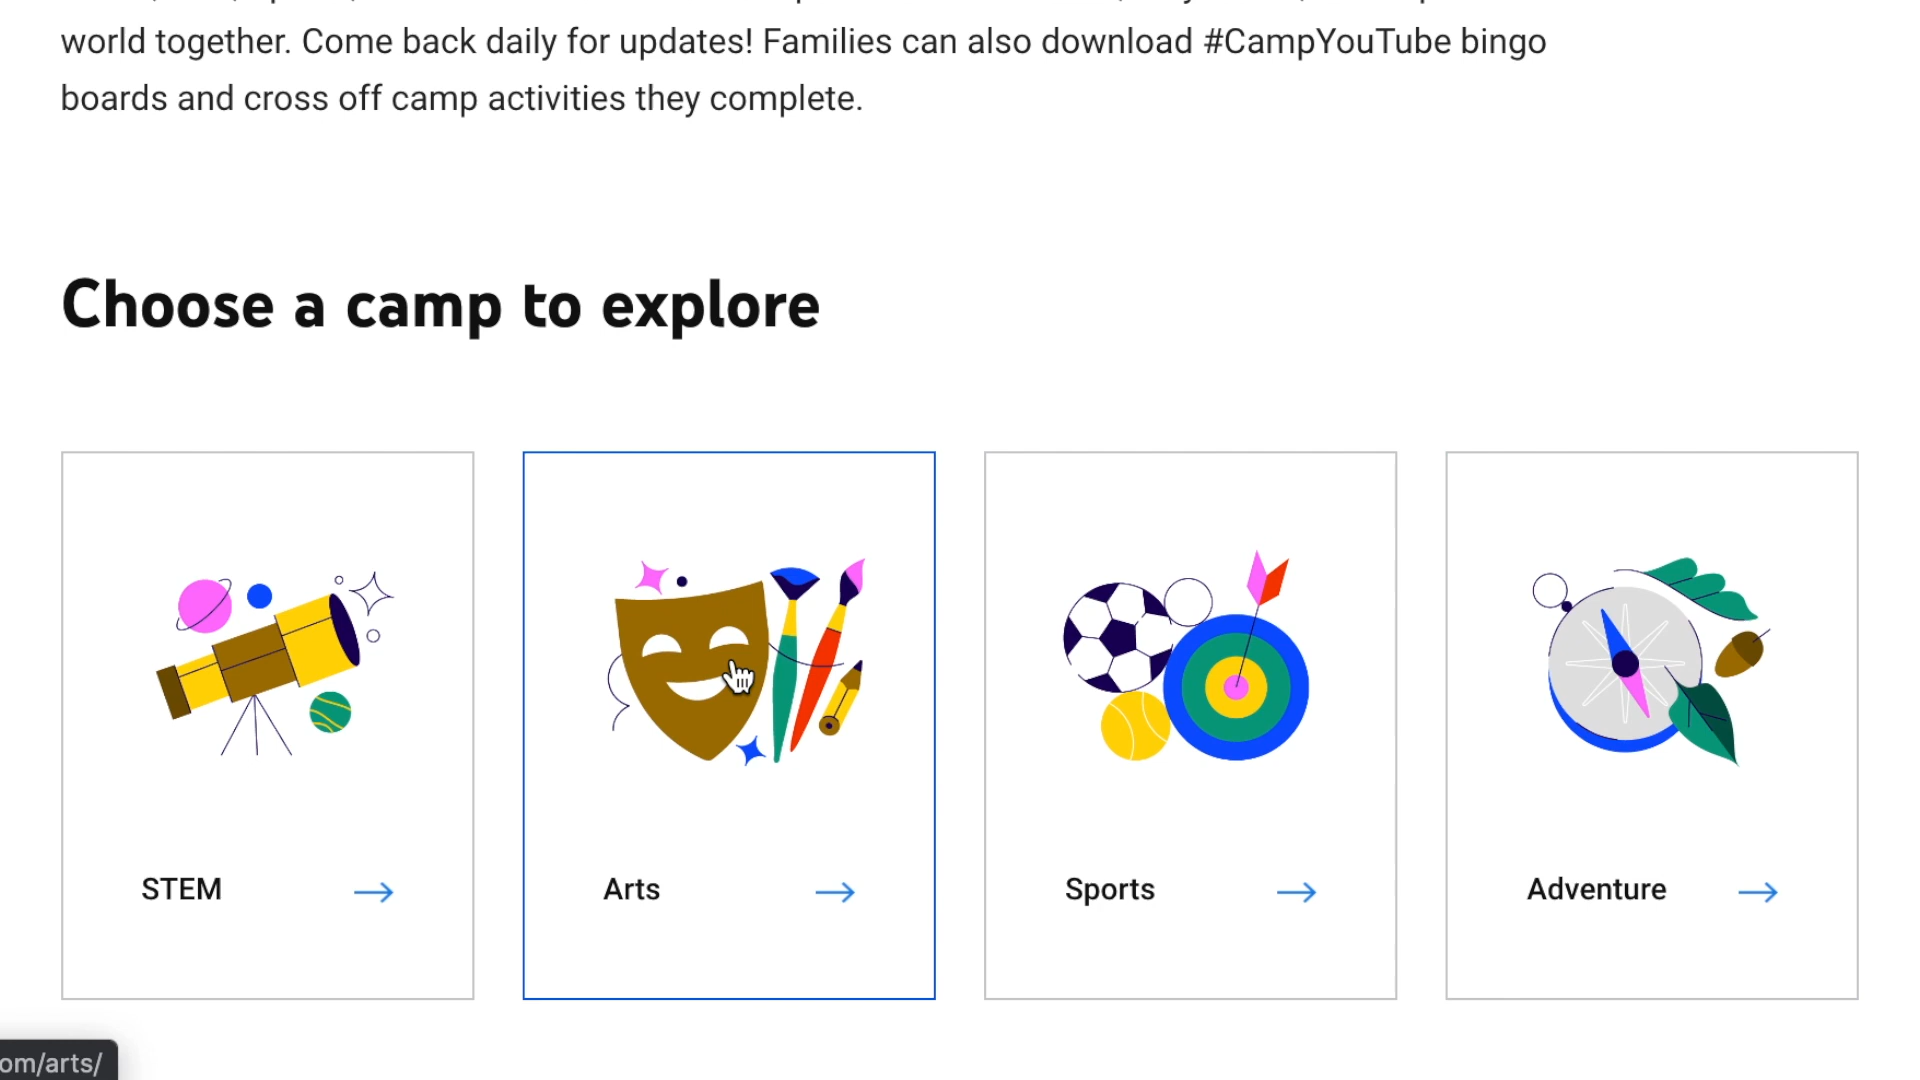 world together. Come back daily for updates! Families can also download #CampYouTube bingo
boards and cross off camp activities they complete.
Choose a camp to explore
STEM
Arts
Sports
Adventure
om/arts/